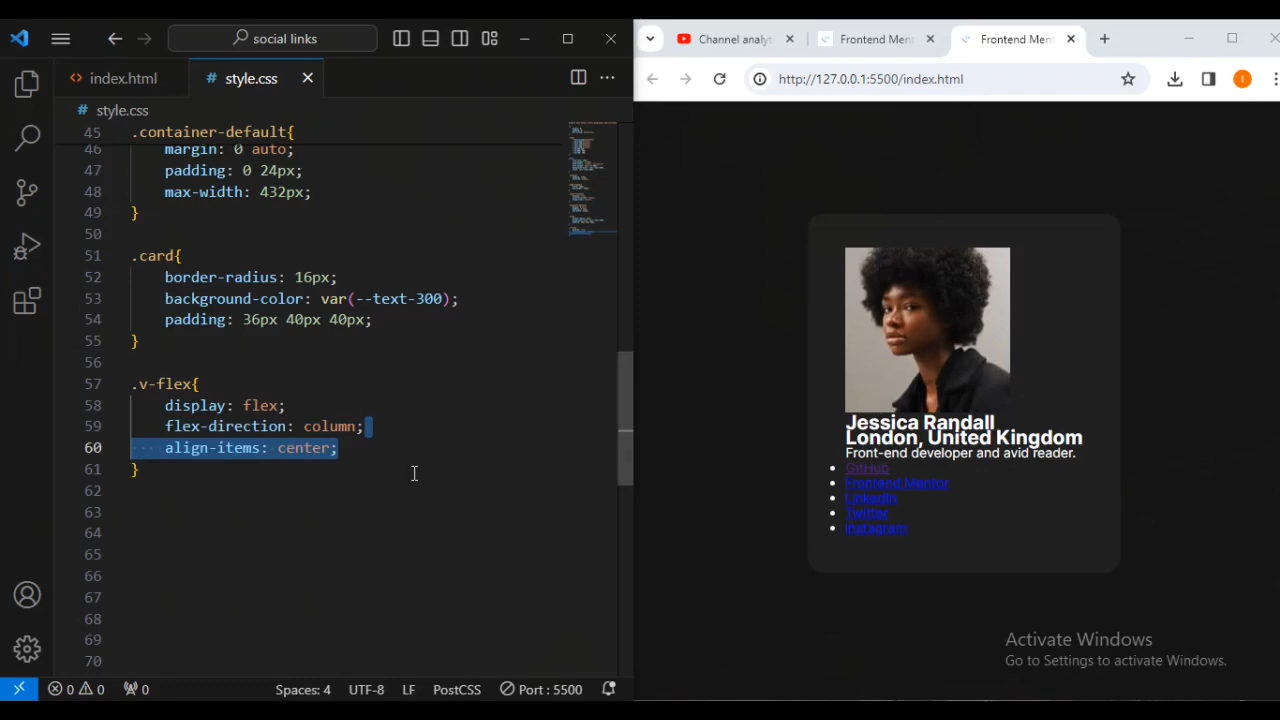 social links
index.html
# style.css
# style.css
45 .container-default{
46 margin: 0 auto;
47 padding: 0 24px;
48 max-width: 432px;
49 }
50
51 .card{
52 border-radius: 16px;
53 background-color: var(--text-300);
54 padding: 36px 40px 40px;
55 }
56
57 .v-flex{
58 display: flex;
59 flex-direction: column;
60 align-items: center;
61 }
62
63
64
65
66
67
68
69
70
0 0 0
Spaces: 4 UTF-8 LF PostCSS Port : 5500
Channel analyt
Frontend Ment
Frontend Ment
http://127.0.0.1:5500/index.html
Jessica Randall
London, United Kingdom
Front-end developer and avid reader.
GitHub
Frontend Mentor
LinkedIn
Twitter
Instagram
Activate Windows
Go to Settings to activate Windows.